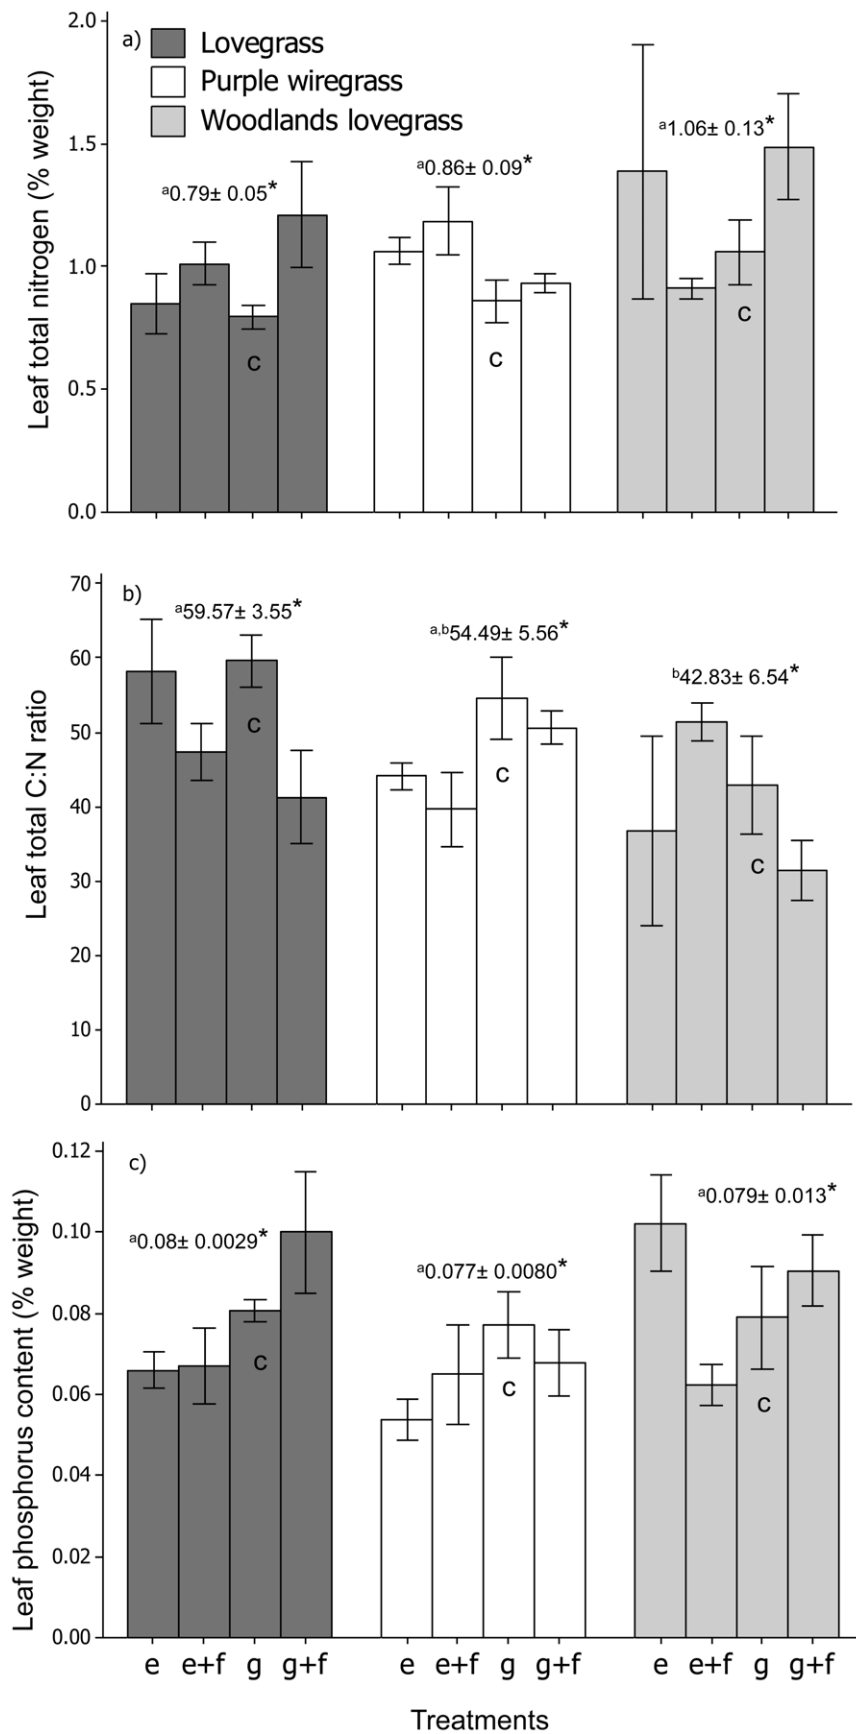 a)
Lovegrass
Purple wiregrass
Woodlands lovegrass
Leaf total nitrogen (% weight)
2.0
1.5
1.0
0.5
0.0
a0.79± 0.05*
a0.86± 0.09*
a1.06± 0.13*
C
C
C
b)
Leaf total C:N ratio
70
60
50
40
30
20
10
0
a59.57± 3.55*
a,b54.49± 5.56*
b42.83± 6.54*
C
C
C
c)
Leaf phosphorus content (% weight)
0.12
0.10
0.08
0.06
0.04
0.02
0.00
a0.08± 0.0029*
a0.077± 0.0080*
a0.079± 0.013*
C
C
C
e e+f g g+f e e+f g g+f e e+f g g+f
Treatments